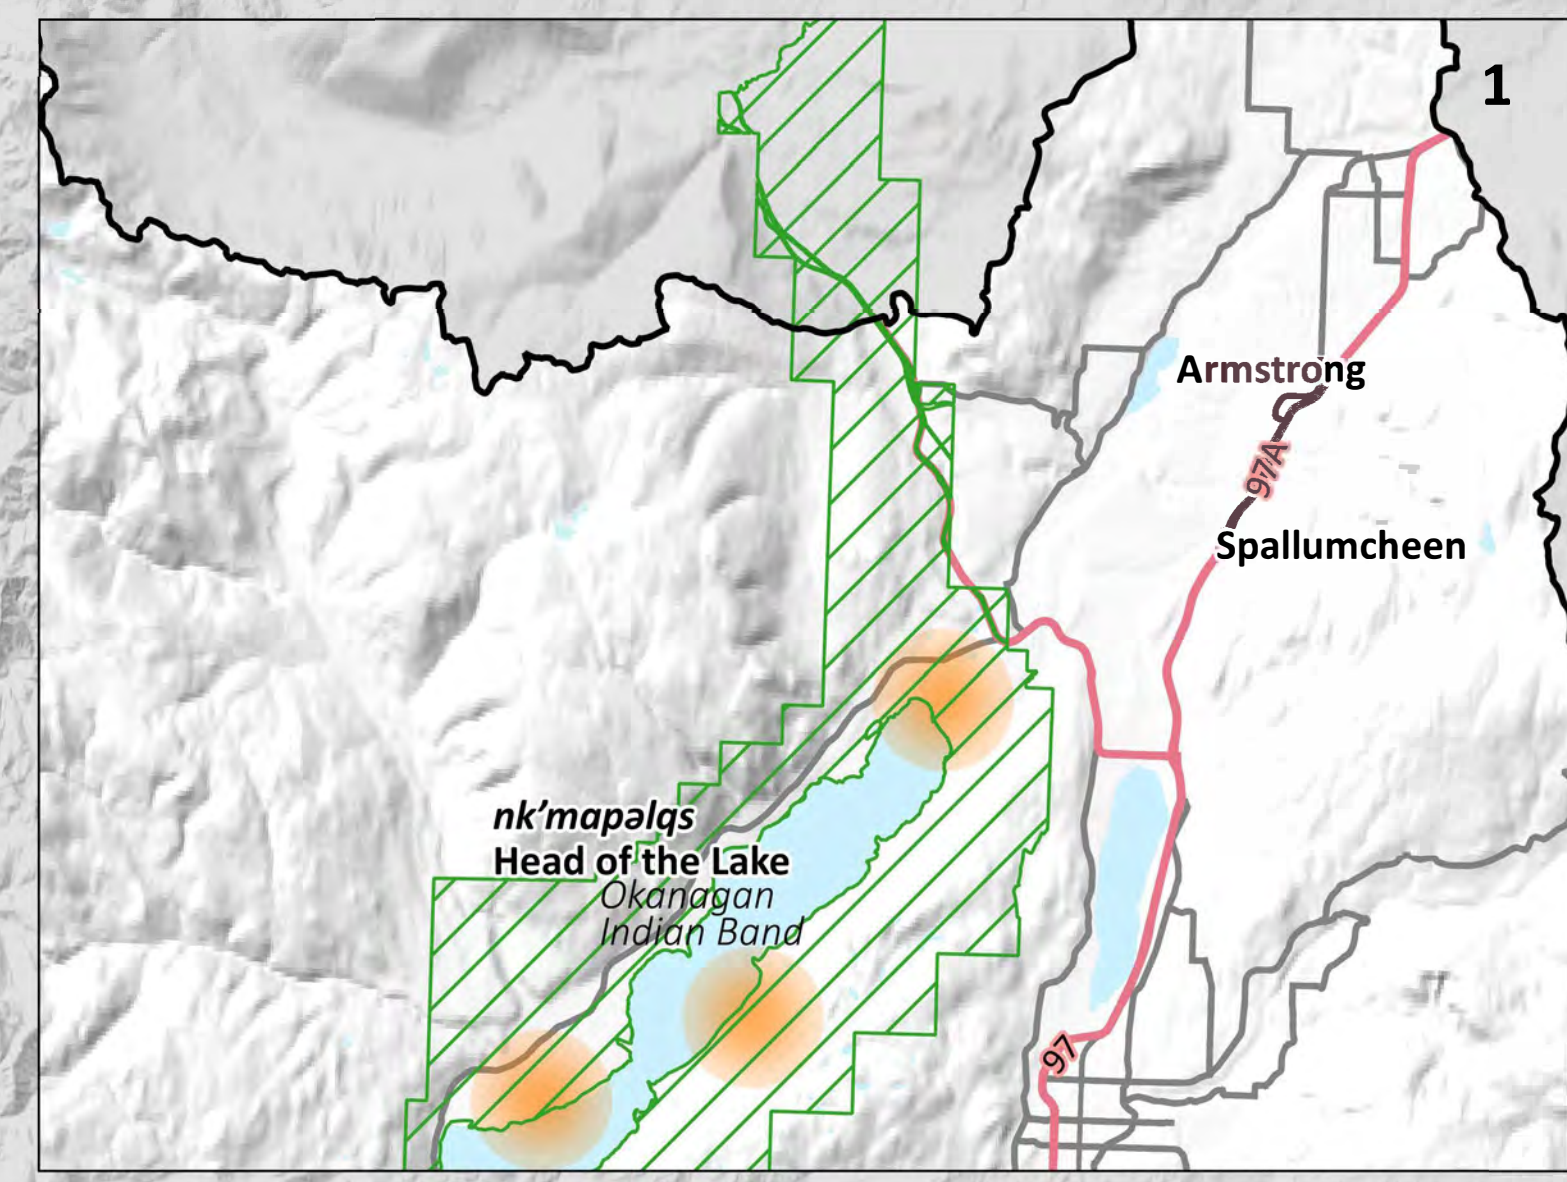 1
Armstrong
97A
Spallumcheen
nk’mapəlqs
Head of the Lake
Okanagan
Indian Band
97